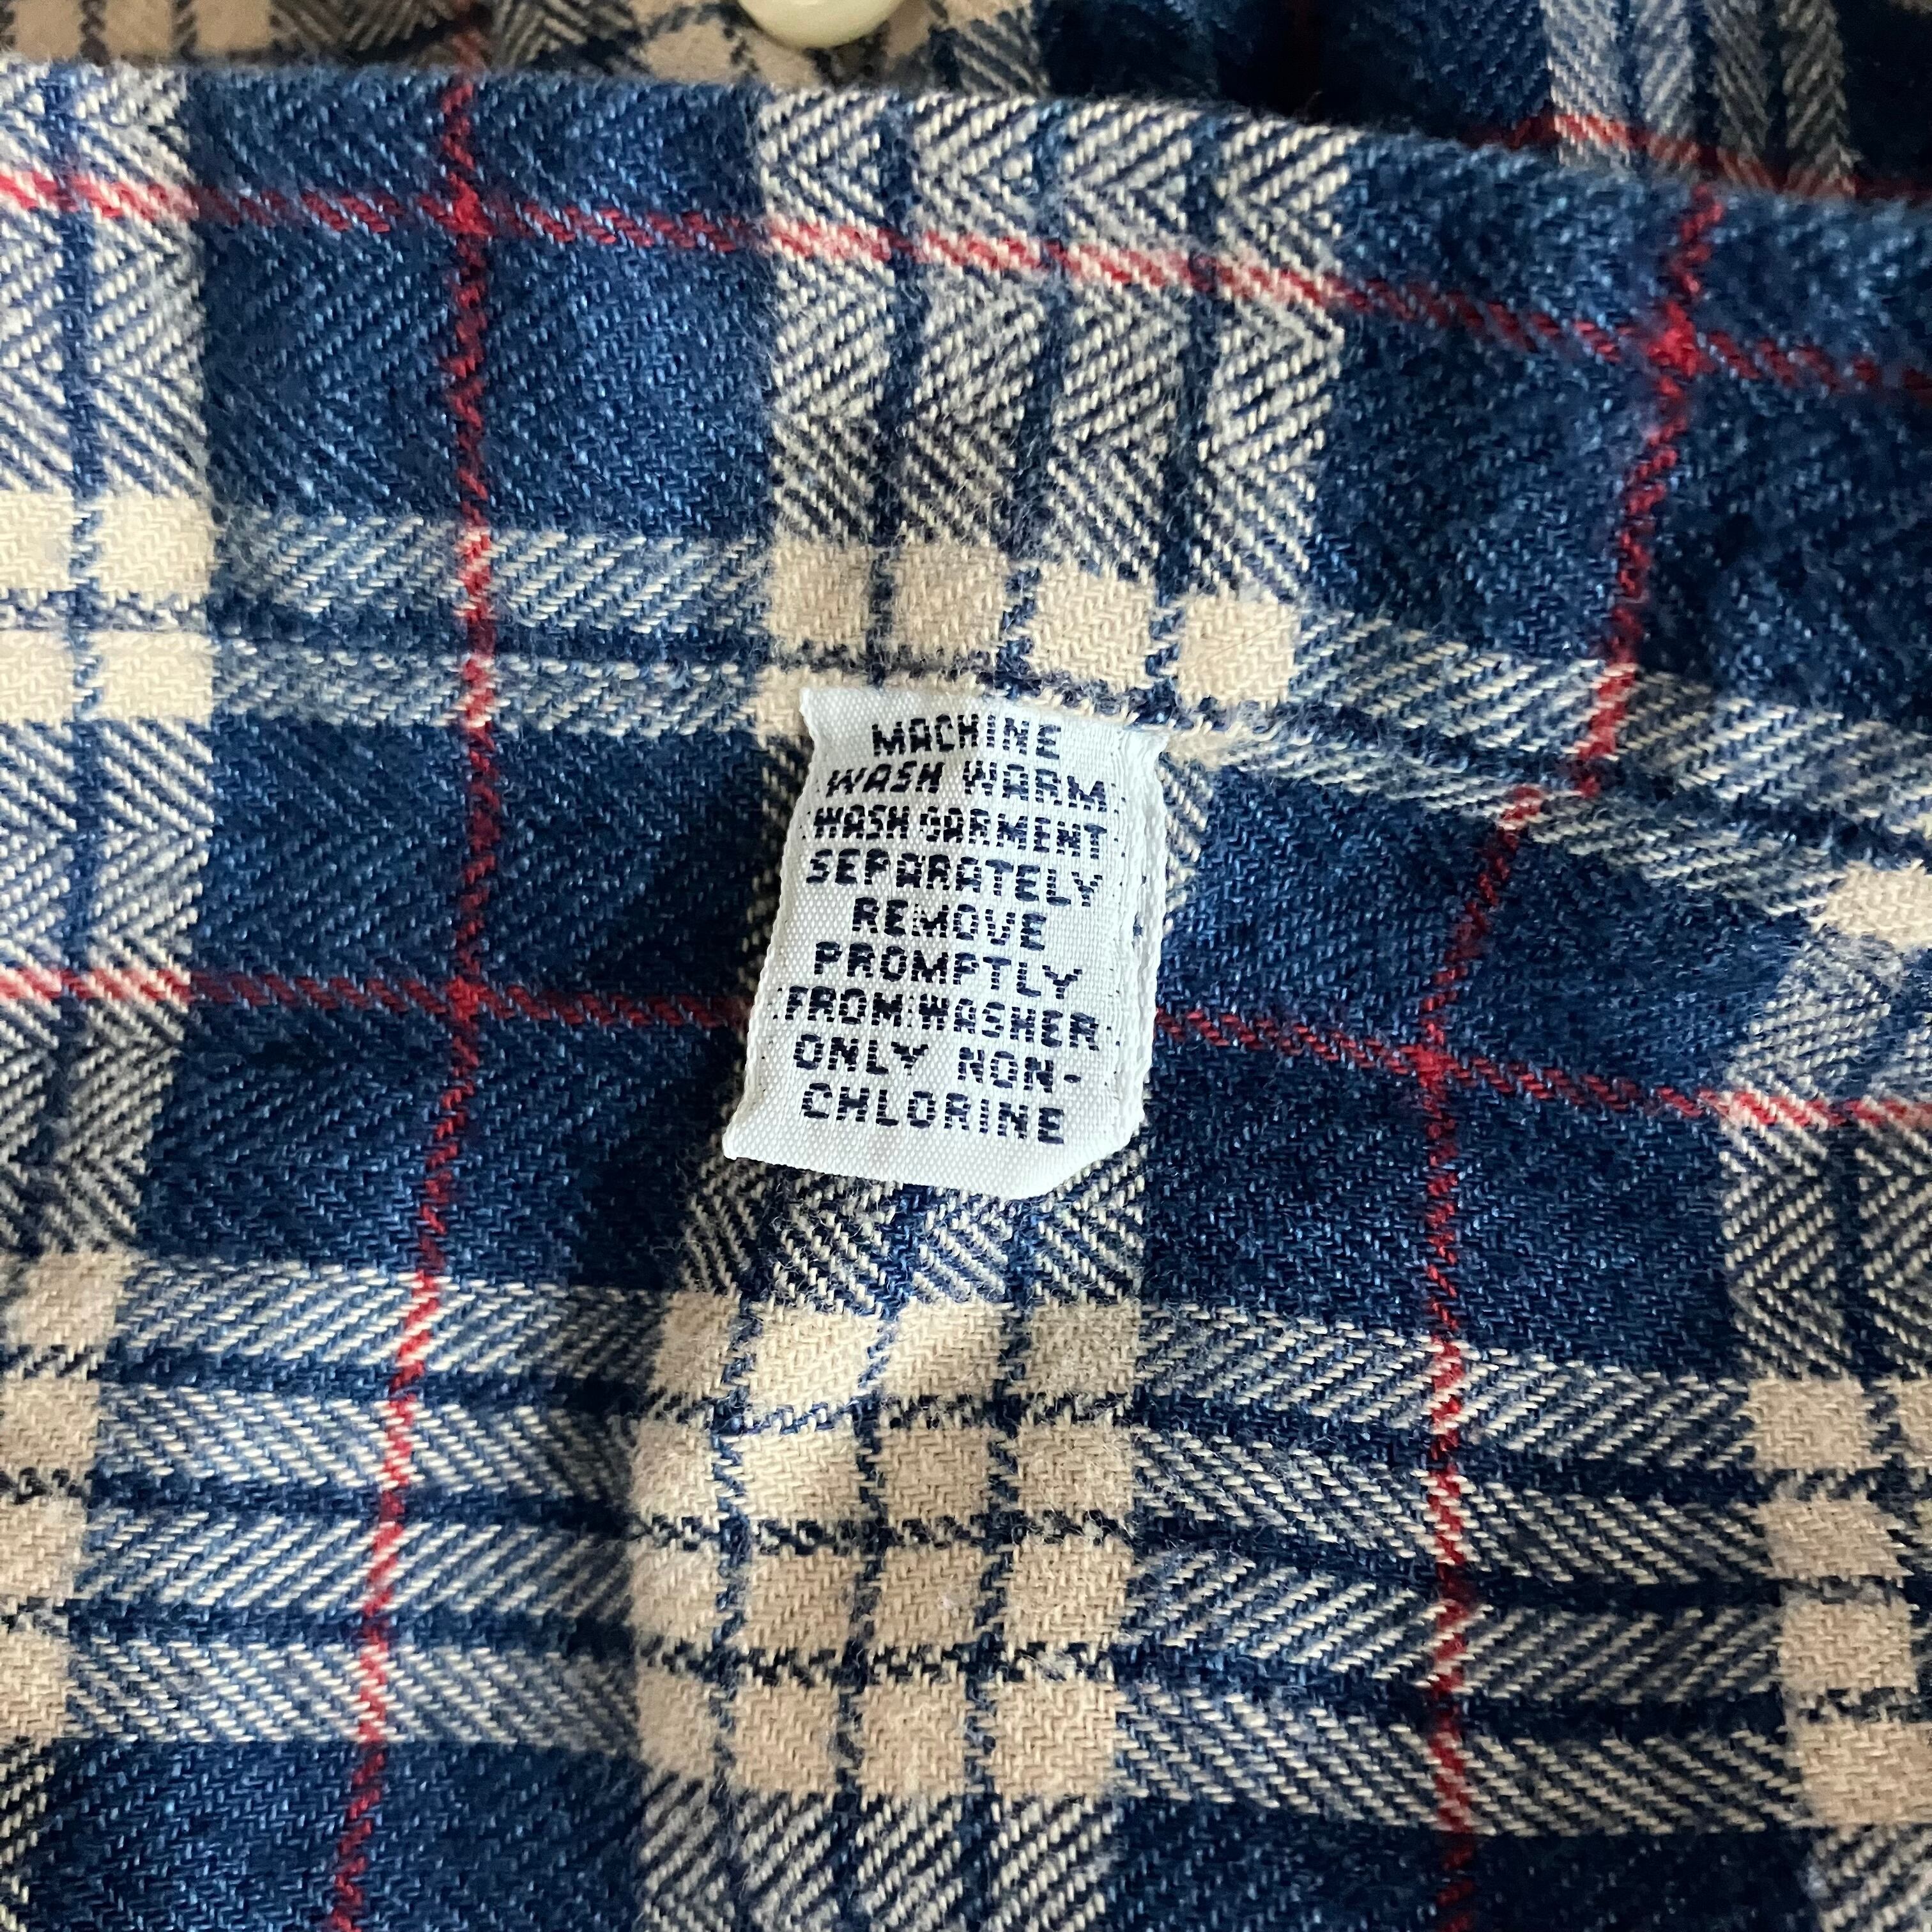 MACHINE
WASH WARM
WASH GARMENT
SEPARATELY
REMOVE
PROMPTLY
FROM WASHER
ONLY NON-
CHLORINE